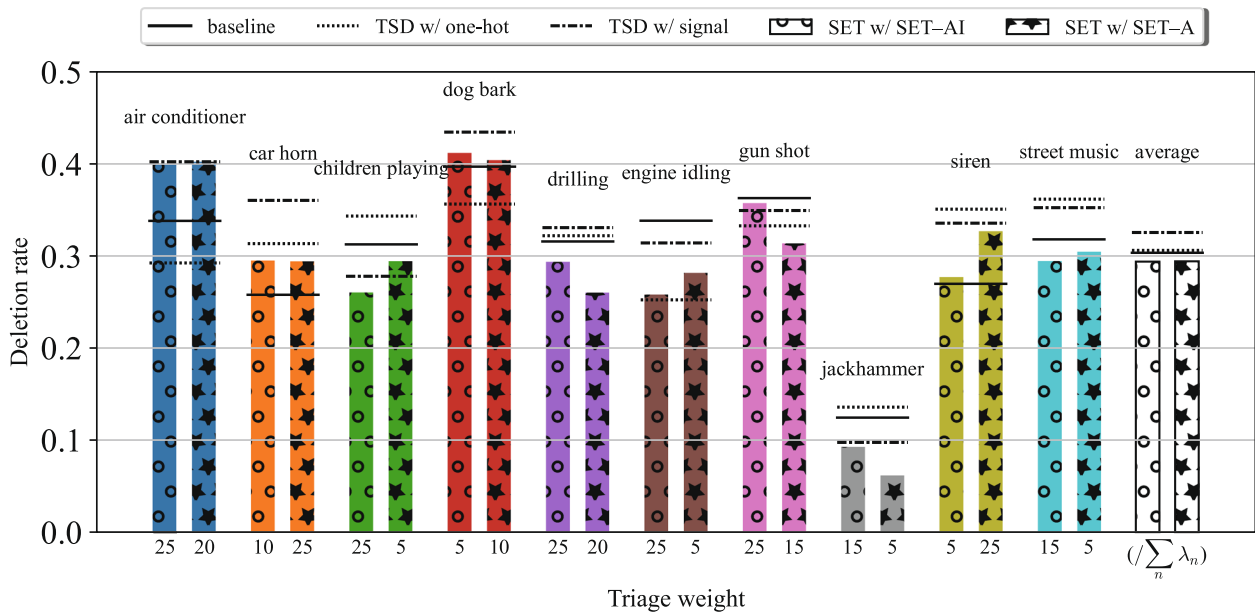 baseline TSD w/ one-hot TSD w/ signal SET w/ SET–AI SET w/ SET–A
0.5
0.4
0.3
0.2
0.1
0.0
Deletion rate
dog bark
air conditioner
car horn
children playing
drilling
engine idling
gun shot
jackhammer
siren
street music
average
25 20 10 25 25 5 5 10 25 20 25 5 25 15 15 5 5 25 15 5
(/∑ₙ λₙ)
Triage weight